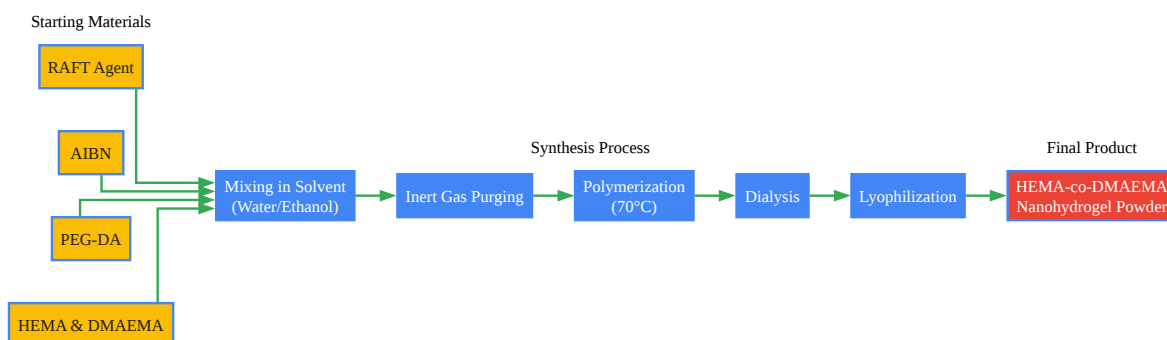 Starting Materials
RAFT Agent
AIBN
PEG-DA
HEMA & DMAEMA
Synthesis Process
Mixing in Solvent
(Water/Ethanol)
Inert Gas Purging
Polymerization
(70°C)
Dialysis
Lyophilization
Final Product
HEMA-co-DMAEMA
Nanohydrogel Powder